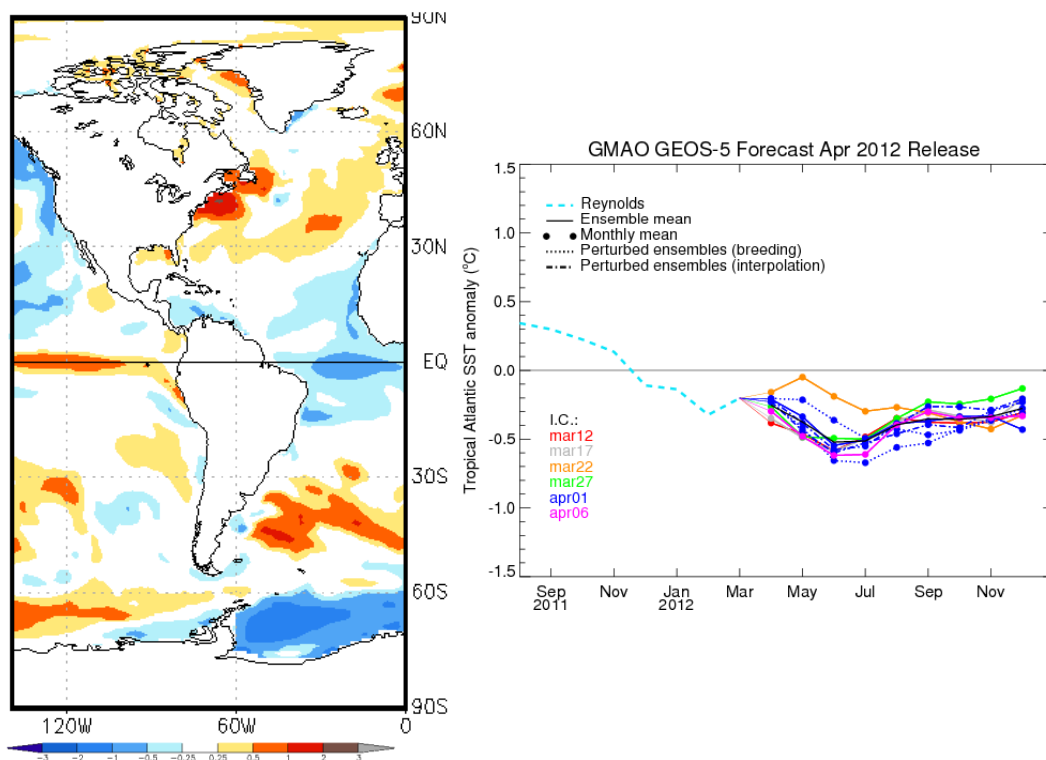 90N
60N
30N
EQ
30S
60S
90S
120W
60W
0
-3
-2
-1
-0.5
-0.25
0.25
0.5
1
2
3
GMAO GEOS-5 Forecast Apr 2012 Release
Tropical Atlantic SST anomaly (°C)
1.5
1.0
0.5
0.0
-0.5
-1.0
-1.5
Reynolds
Ensemble mean
Monthly mean
Perturbed ensembles (breeding)
Perturbed ensembles (interpolation)
I.C.:
mar12
mar17
mar22
mar27
apr01
apr06
Sep Nov Jan May Jul Sep Nov
2011 2012